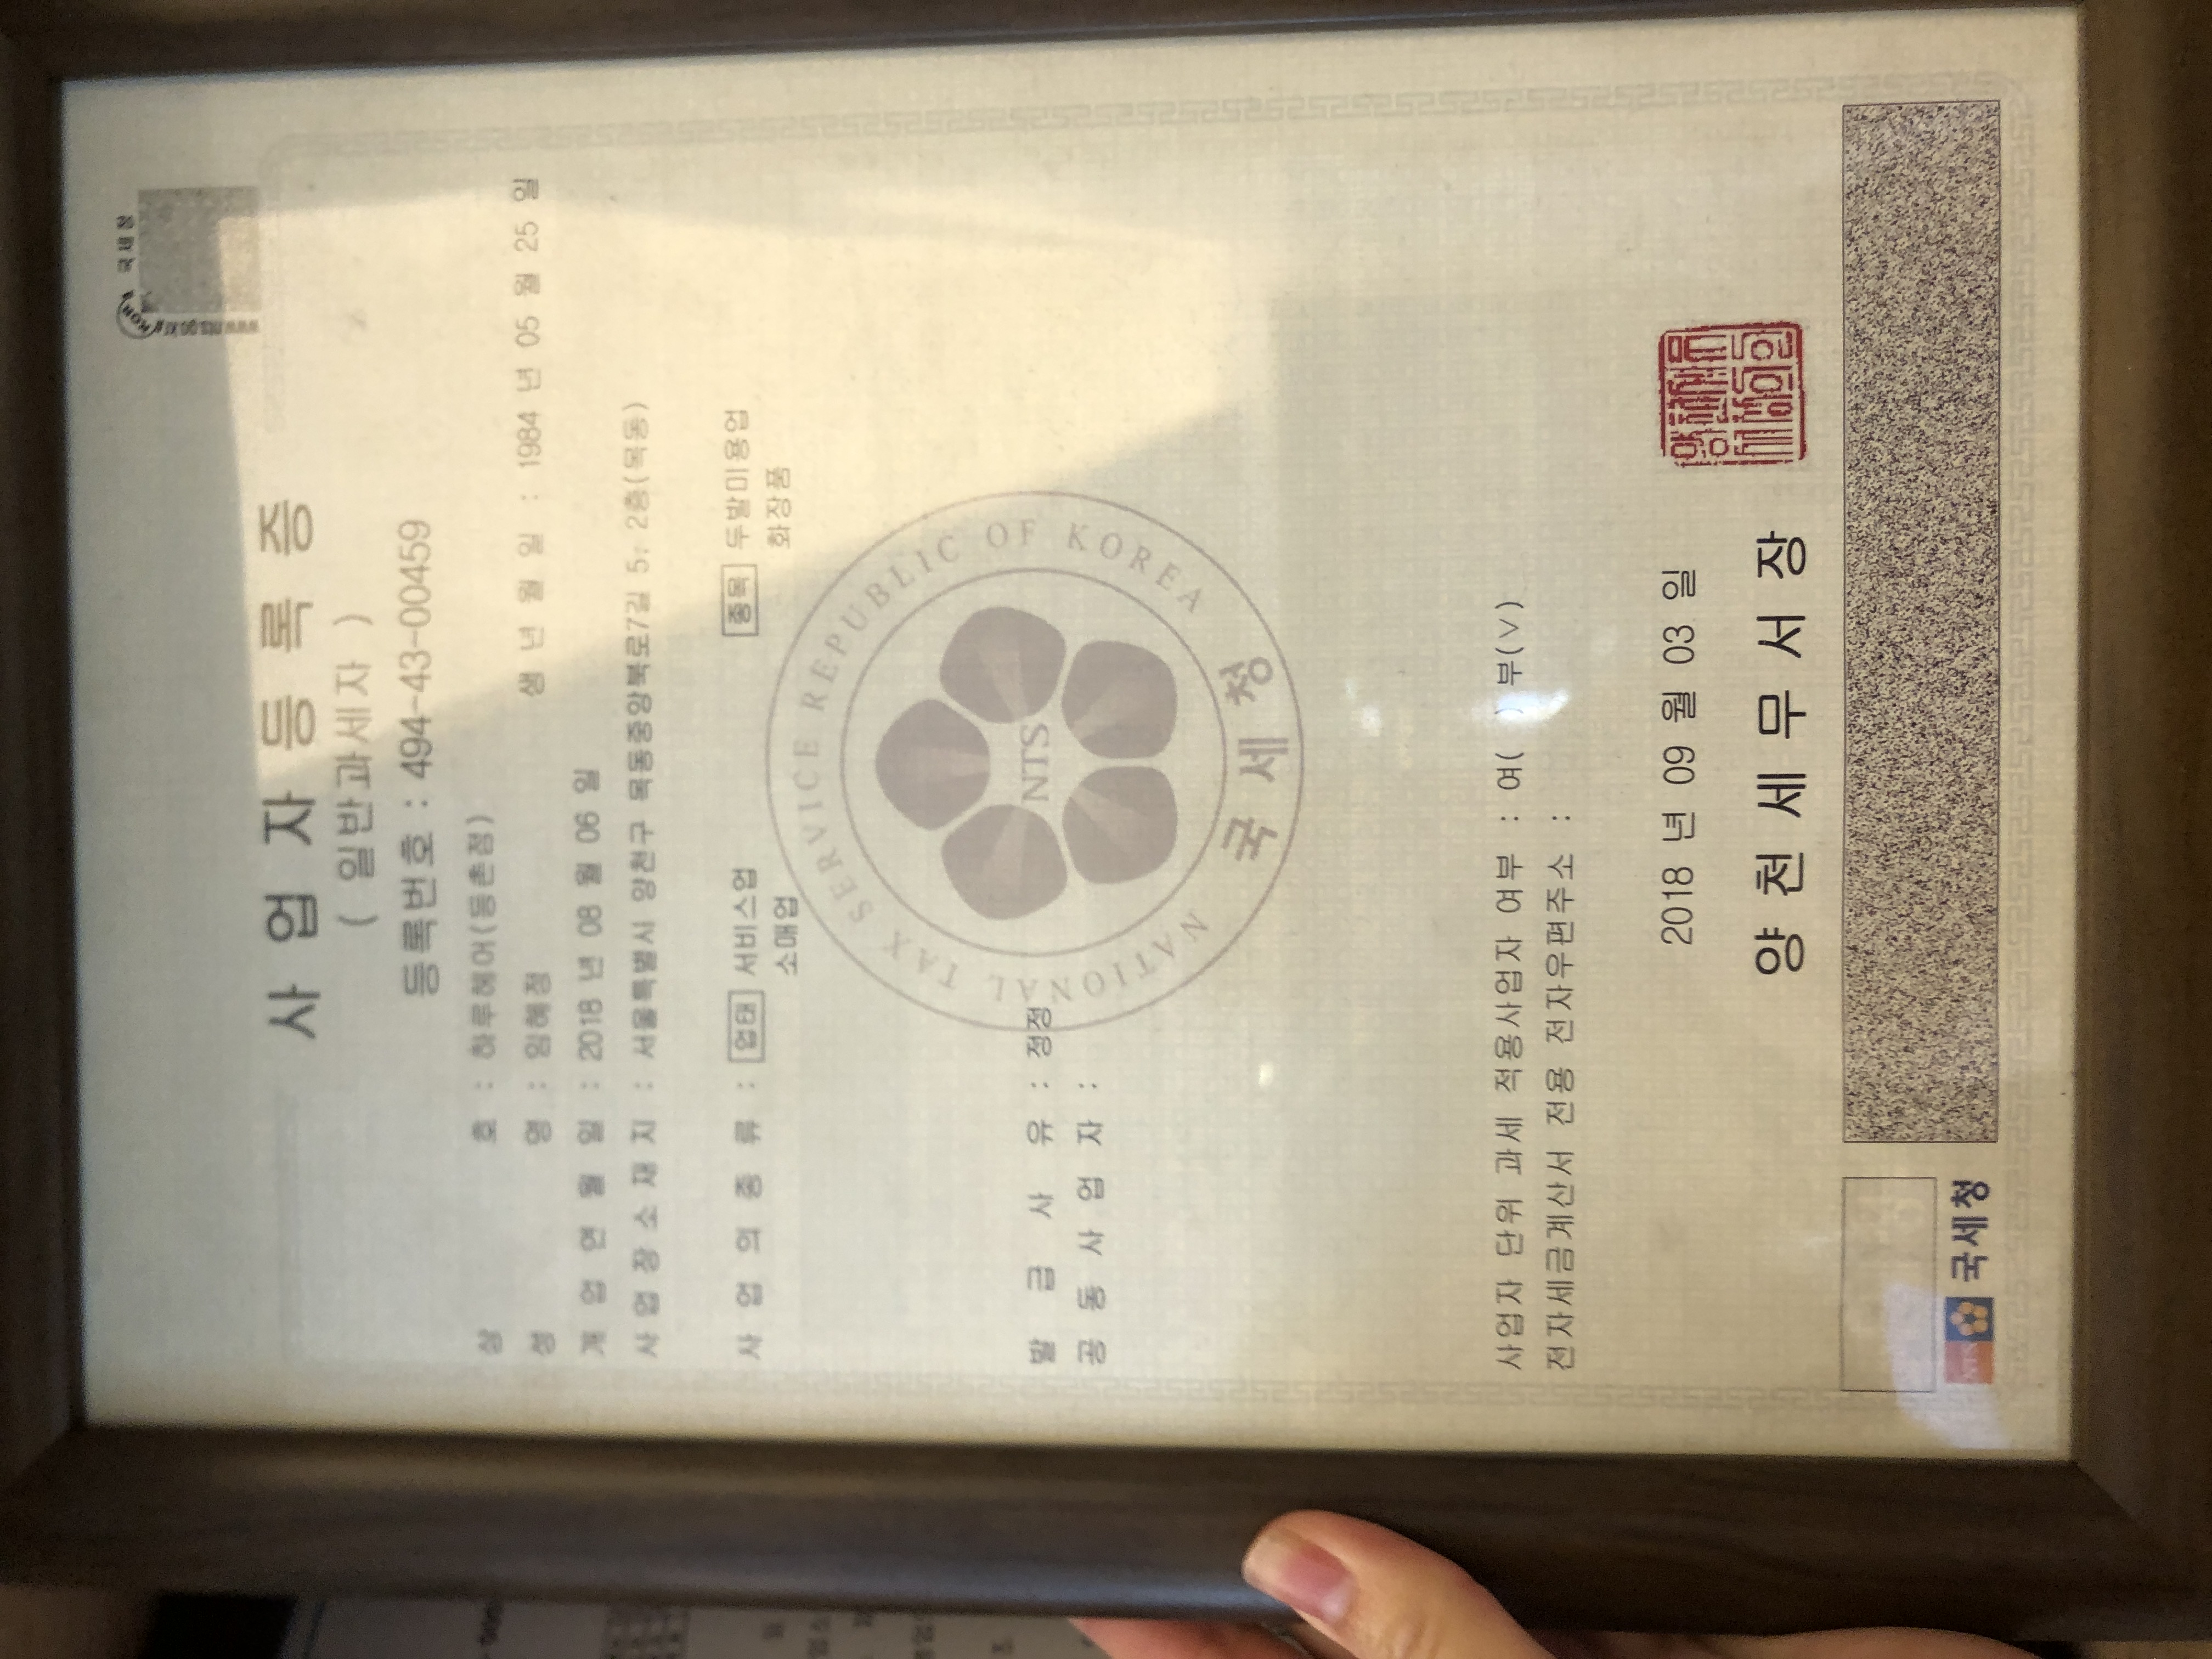 국세청
www.nts.go.kr
사업자등록증
( 일반과세자 )
등록번호 : 494-43-00459
상 호 : 하루헤어(등촌점)
성 명 : 임혜정 생 년 월 일 : 1984 년 05 월 25 일
개 업 연 월 일 : 2018 년 08 월 06 일
사 업 장 소 재 지 : 서울특별시 양천구 목동중앙북로7길 5, 2층(목동)
사 업 의 종 류 : 업태 서비스업 종목 두발미용업
소매업 화장품
NATIONAL TAX SERVICE REPUBLIC OF KOREA
NTS
국세청
발 급 사 유 : 정정
공 동 사 업 자 :
사업자 단위 과세 적용사업자 여부 : 여( ) 부(∨)
전자세금계산서 전용 전자우편주소 :
2018 년 09 월 03 일
양천세무서장
국세청